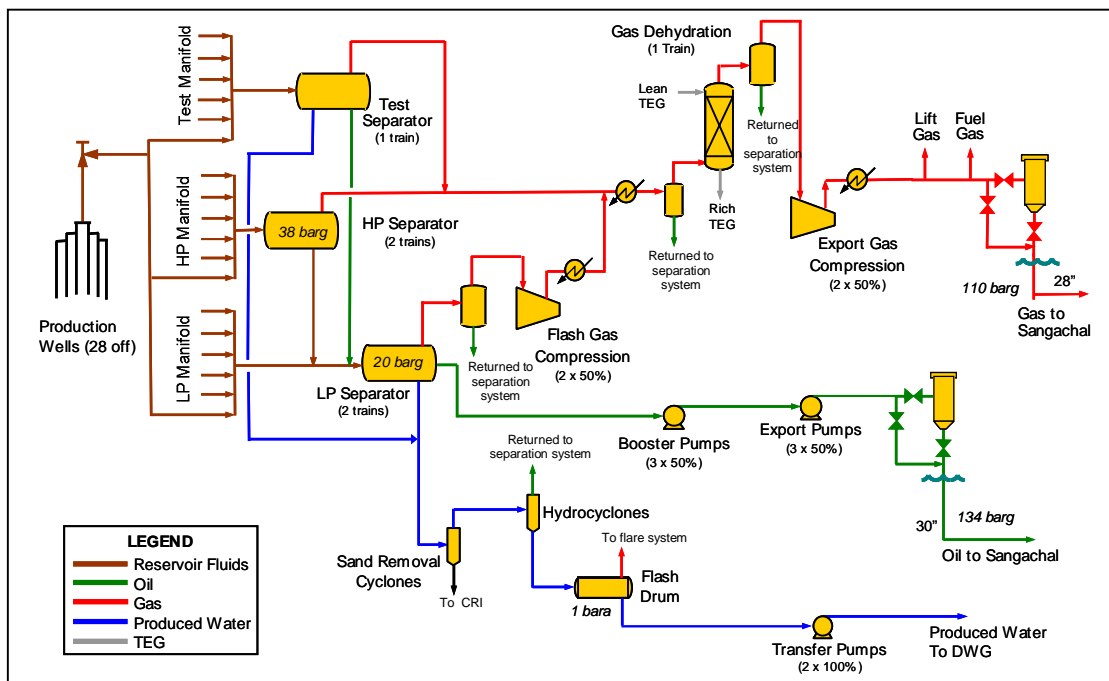 Test Manifold
HP Manifold
LP Manifold
Production
Wells (28 off)
Test
Separator
(1 train)
38 barg
HP Separator
(2 trains)
20 barg
LP Separator
(2 trains)
Returned to
separation
system
Flash Gas
Compression
(2 x 50%)
Returned to
separation
system
Gas Dehydration
(1 Train)
Lean
TEG
Rich
TEG
Returned
to
separation
system
Export Gas
Compression
(2 x 50%)
Lift
Gas
Fuel
Gas
110 barg
28”
Gas to
Sangachal
Booster Pumps
(3 x 50%)
Export Pumps
(3 x 50%)
30”
134 barg
Oil to Sangachal
Returned to
separation system
Hydrocyclones
Sand Removal
Cyclones
To CRI
To flare system
Flash
Drum
1 bara
Transfer Pumps
(2 x 100%)
Produced Water
To DWG
LEGEND
Reservoir Fluids
Oil
Gas
Produced Water
TEG